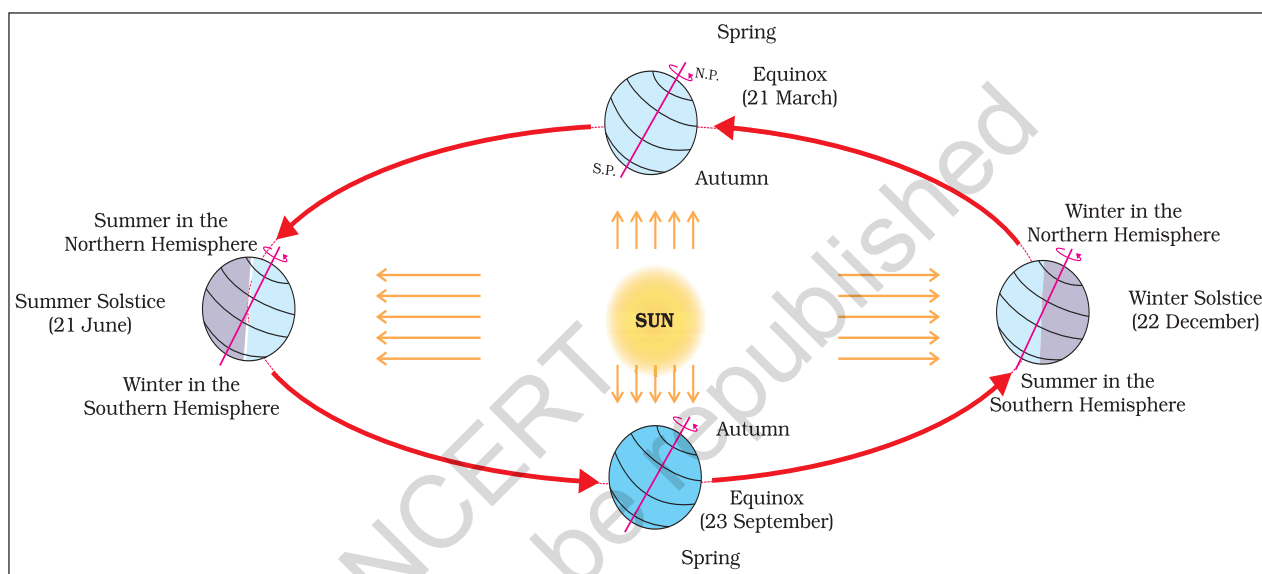 Spring
N.P.
Equinox
(21 March)
S.P.
Autumn
Summer in the
Northern Hemisphere
Winter in the
Northern Hemisphere
Summer Solstice
(21 June)
SUN
Winter Solstice
(22 December)
Winter in the
Southern Hemisphere
Summer in the
Southern Hemisphere
Autumn
Equinox
(23 September)
Spring
NCERT
be republished